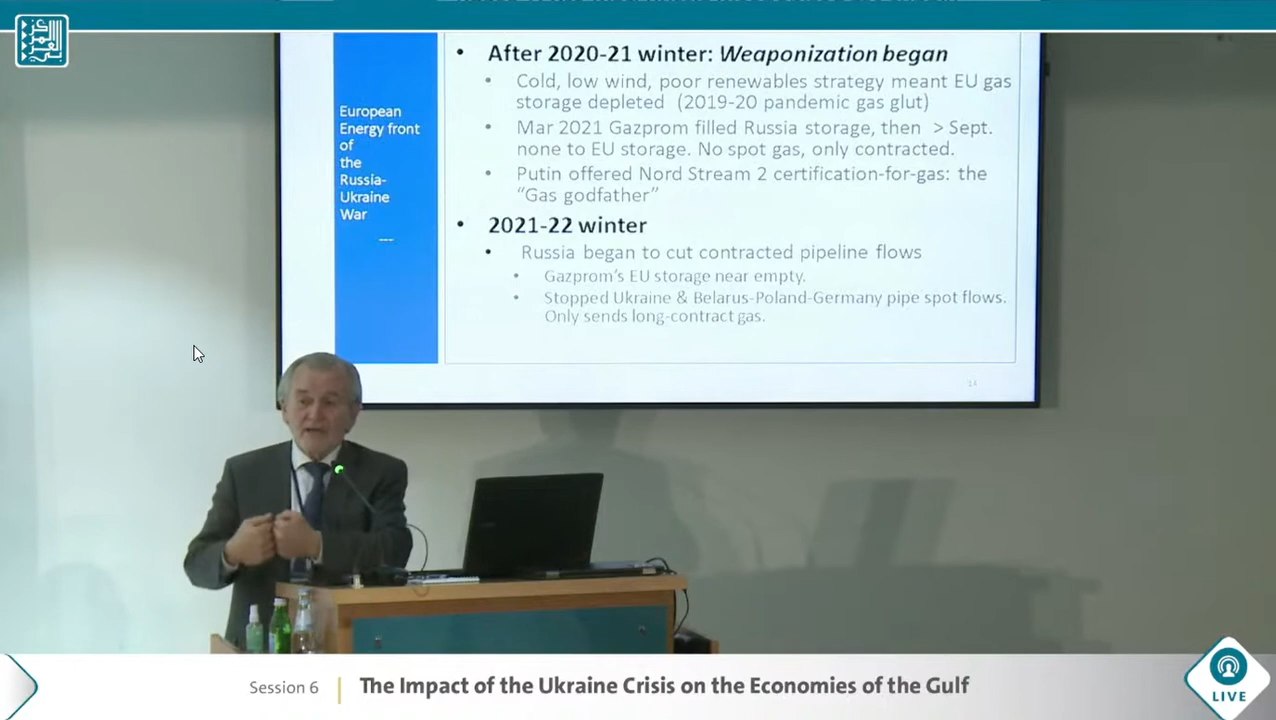 After 2020-21 winter: Weaponization began
Cold, low wind, poor renewables strategy meant EU gas
storage depleted (2019-20 pandemic gas glut)
Mar 2021 Gazprom filled Russia storage, then > Sept.
none to EU storage. No spot gas, only contracted.
Putin offered Nord Stream 2 certification-for-gas: the
“Gas godfather”
2021-22 winter
Russia began to cut contracted pipeline flows
Gazprom’s EU storage near empty.
Stopped Ukraine & Belarus-Poland-Germany pipe spot flows.
Only sends long-contract gas.
European
Energy front
of
the
Russia-
Ukraine
War
---
14
Session 6
The Impact of the Ukraine Crisis on the Economies of the Gulf
LIVE